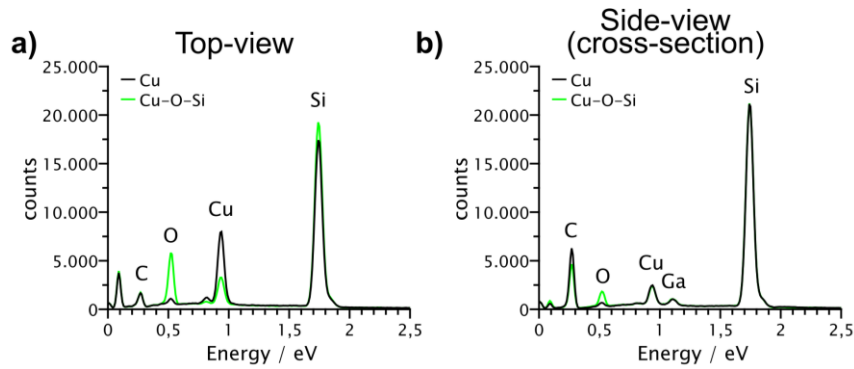 a)
Top-view
25.000
20.000
15.000
10.000
5.000
0
counts
Cu
Cu-O-Si
C
O
Cu
Si
0
0,5
1
1,5
2
2,5
Energy / eV
b)
Side-view
(cross-section)
25.000
20.000
15.000
10.000
5.000
0
counts
Cu
Cu-O-Si
C
O
Cu
Ga
Si
0
0,5
1
1,5
2
2,5
Energy / eV